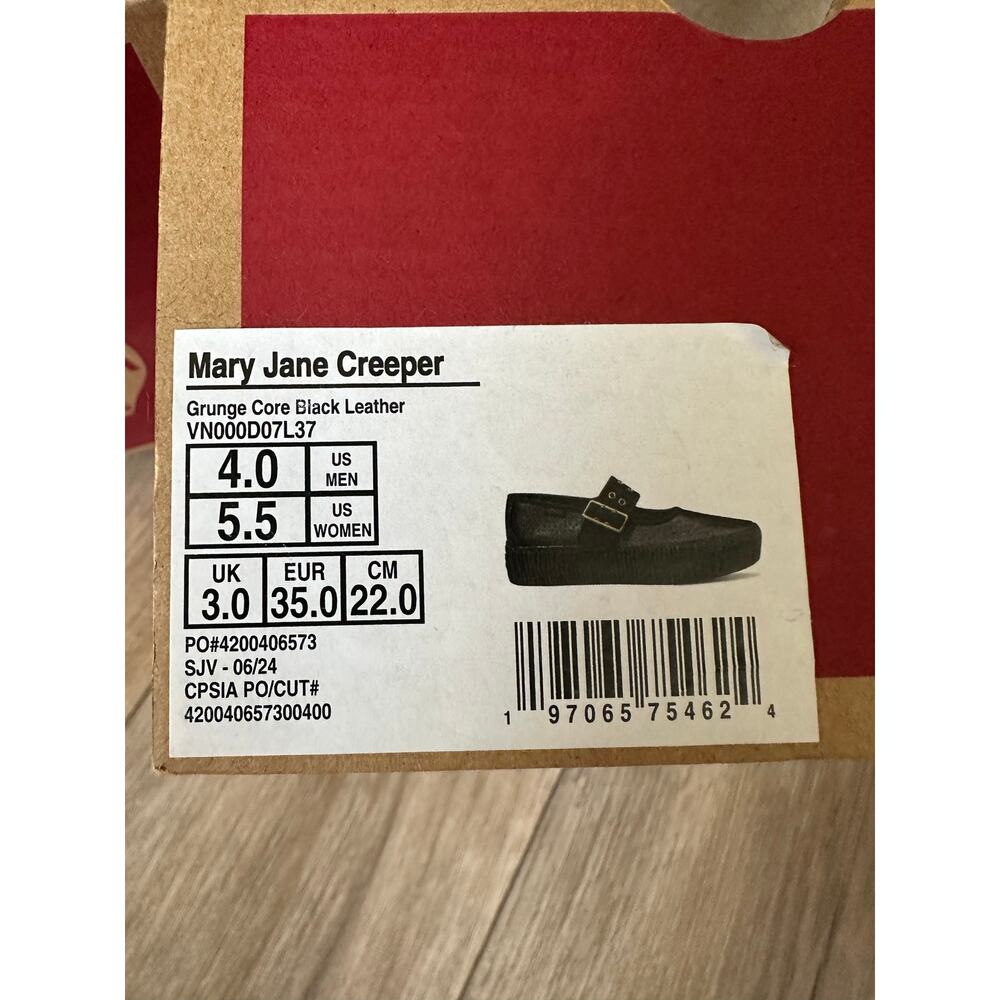 Mary Jane Creeper
Grunge Core Black Leather
VN000D07L37
4.0 US MEN
5.5 US WOMEN
UK EUR CM
3.0 35.0 22.0
PO#4200406573
SJV - 06/24
CPSIA PO/CUT#
420040657300400
1 97065 75462 4